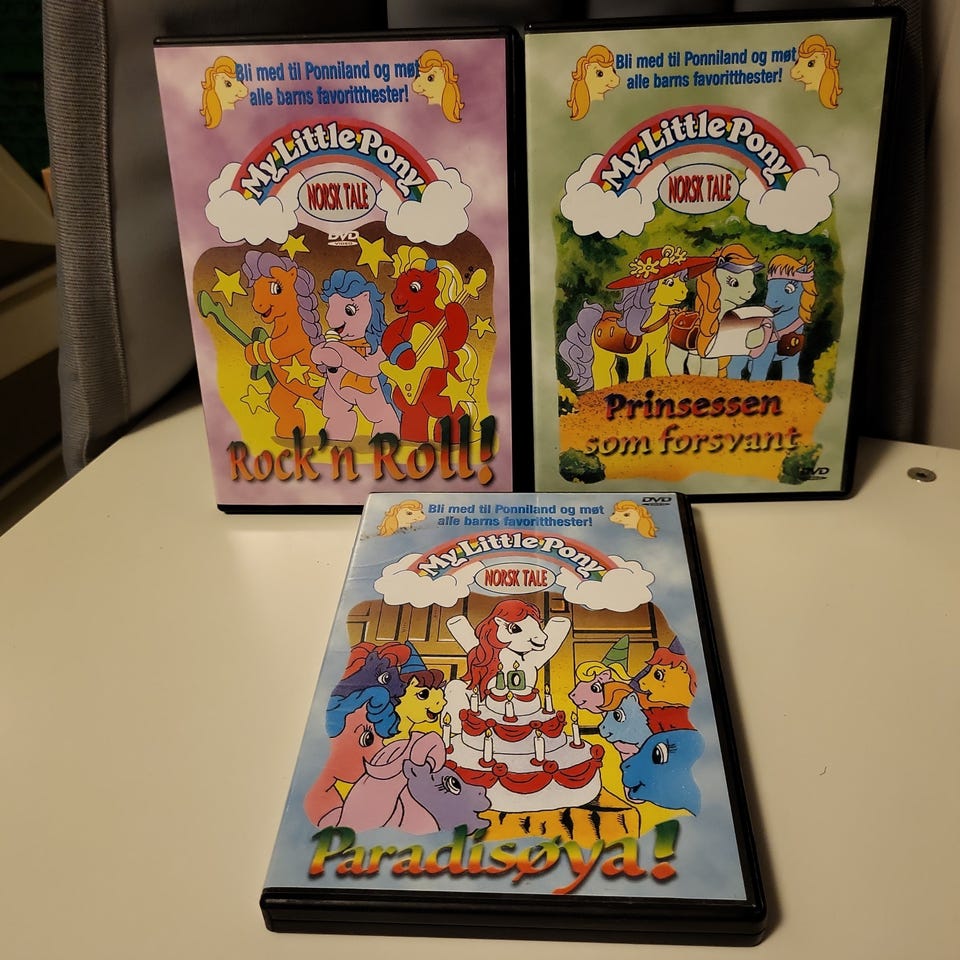 Bli med til Ponniland og møt
alle barns favoritthester!
My Little Pony
NORSK TALE
DVD
VIDEO
Rock'n Roll!
Bli med til Ponniland og møt
alle barns favoritthester!
My Little Pony
NORSK TALE
Prinsessen
som forsvant
DVD
DVD
VIDEO
Bli med til Ponniland og møt
alle barns favoritthester!
My Little Pony
NORSK TALE
10
Paradisøya!